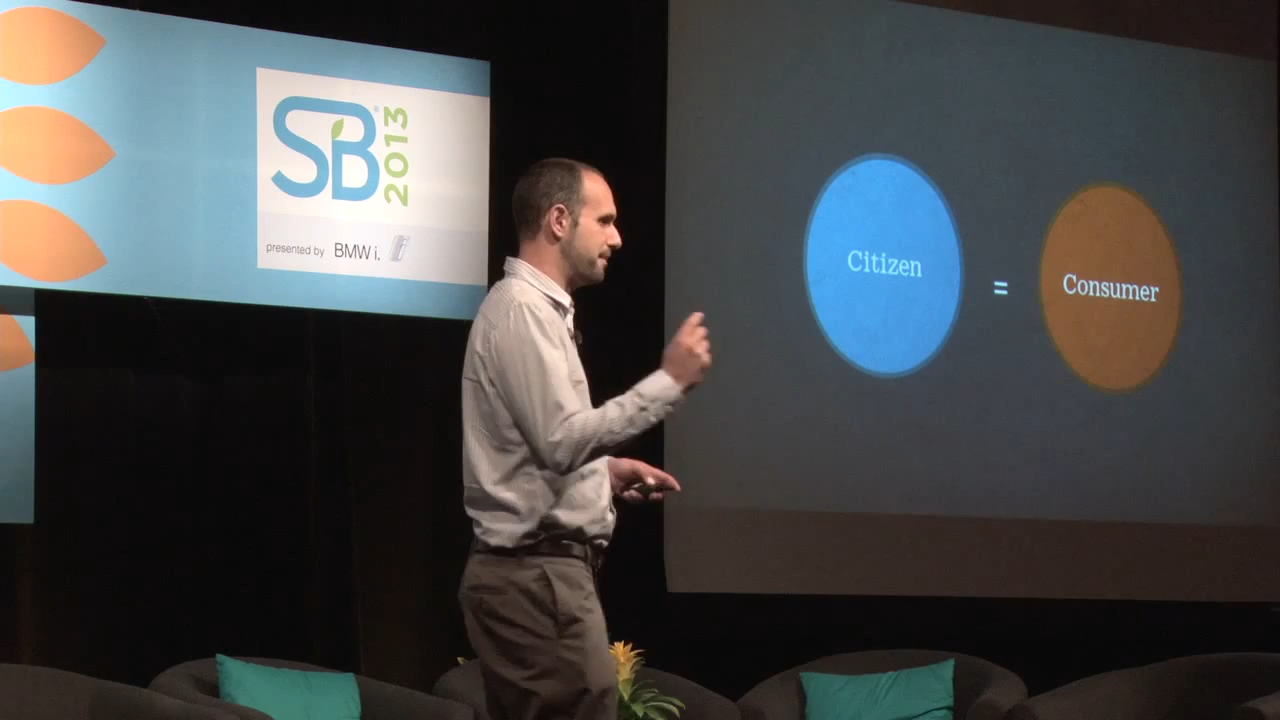 SB® 2013
presented by BMW i.
Citizen = Consumer